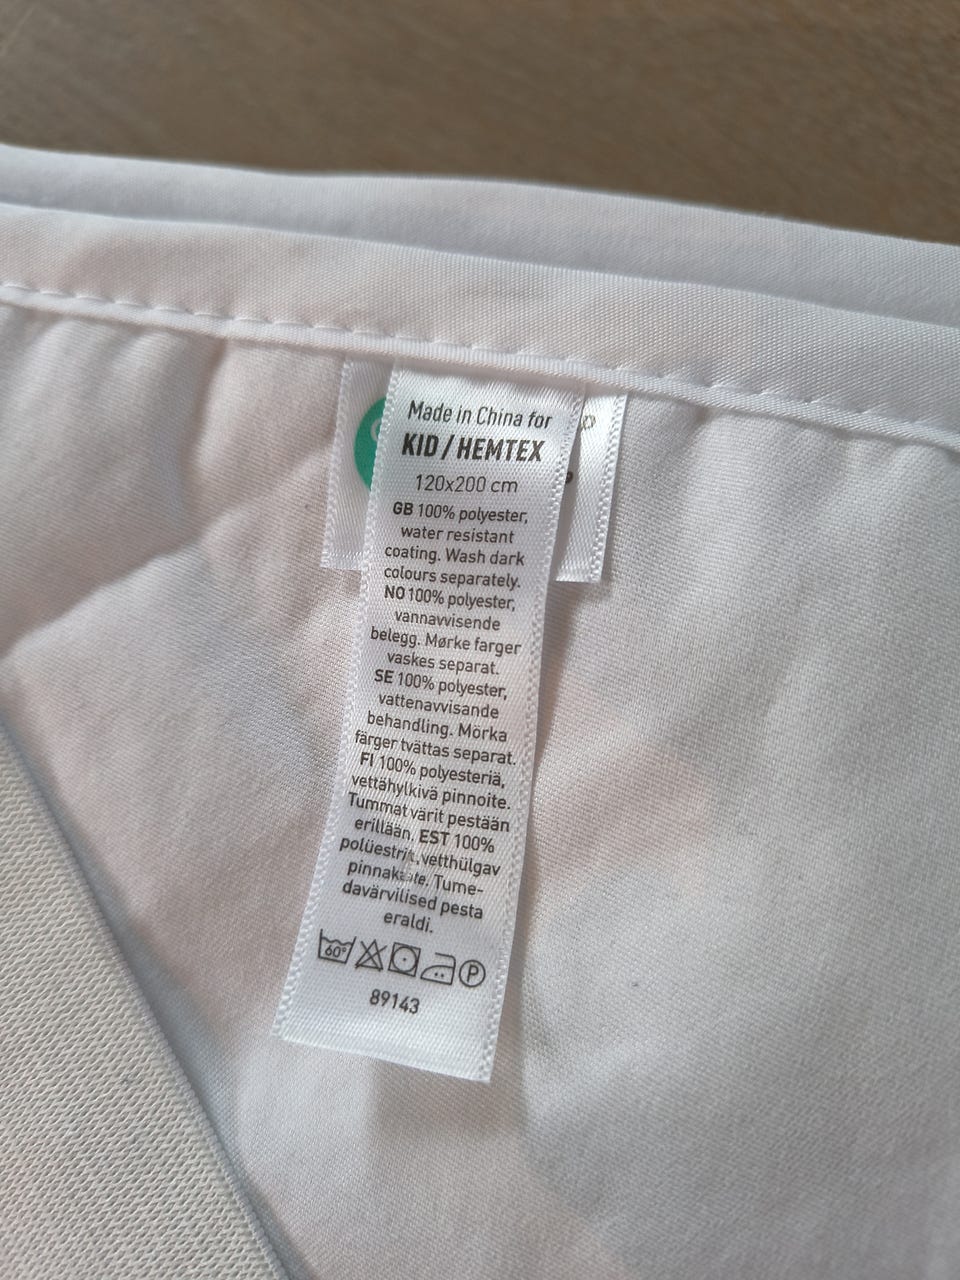 Made in China for
KID / HEMTEX
120x200 cm
GB 100% polyester,
water resistant
coating. Wash dark
colours separately.
NO 100% polyester,
vannavvisende
belegg. Mørke farger
vaskes separat.
SE 100% polyester,
vattenavvisande
behandling. Mörka
färger tvättas separat.
FI 100% polyesteriä,
vettähylkivä pinnoite.
Tummat värit pestään
erillään. EST 100%
polüestrit, vetthülgav
pinnakate. Tume-
davärvilised pesta
eraldi.
60° P
89143